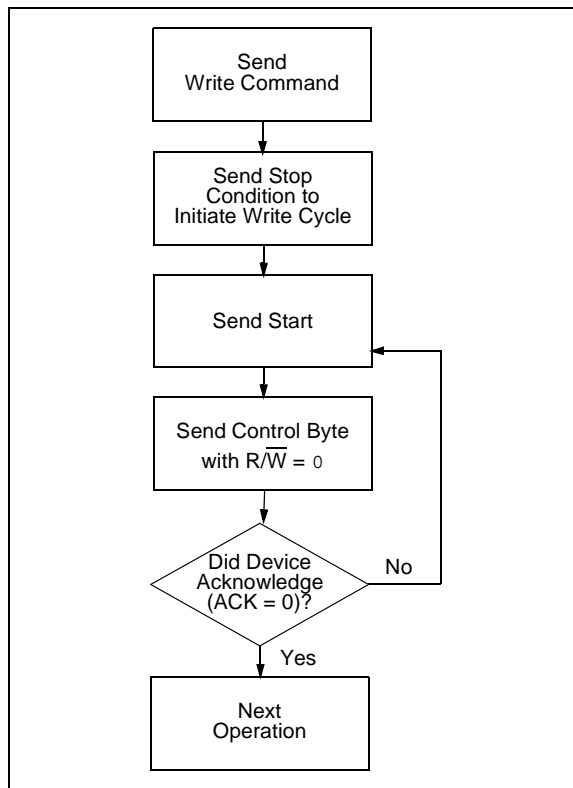 Send
Write Command
Send Stop
Condition to
Initiate Write Cycle
Send Start
Send Control Byte
with R/W̅ = 0
Did Device
Acknowledge
(ACK = 0)?
No
Yes
Next
Operation